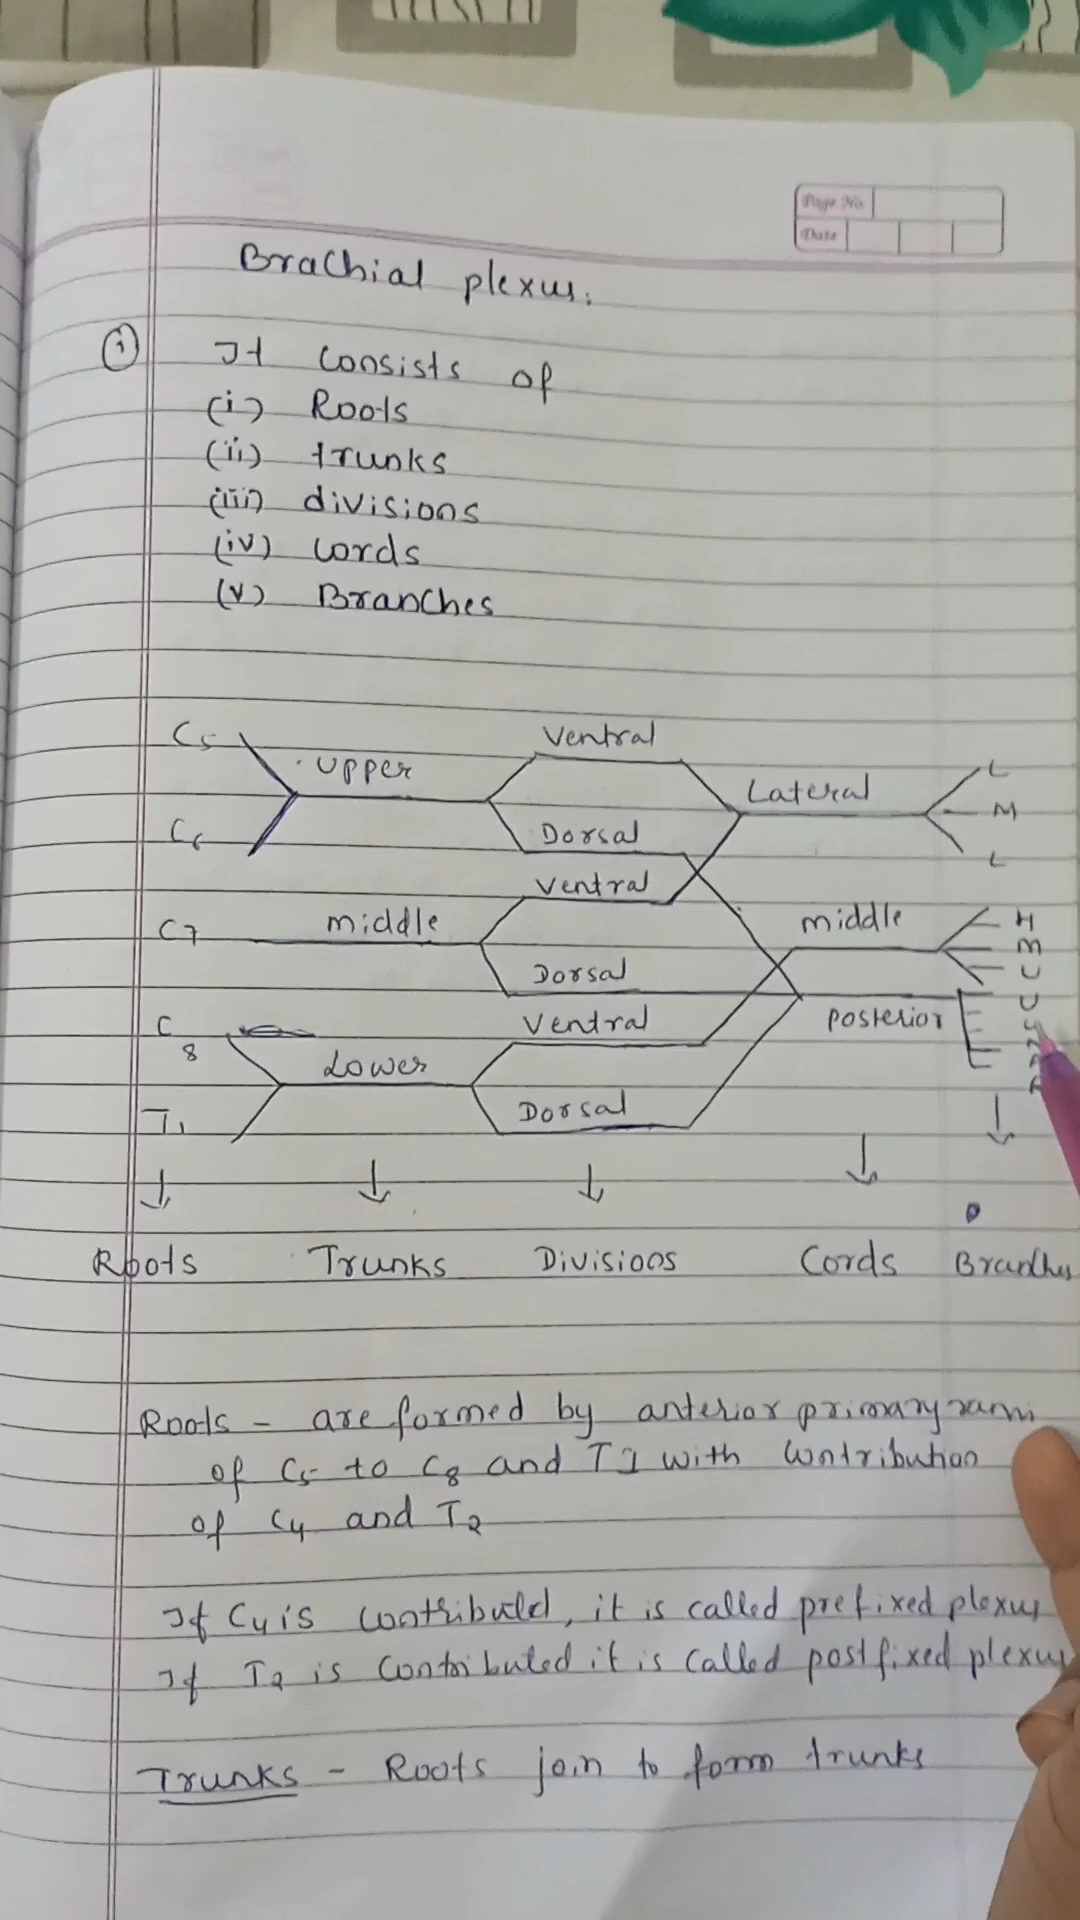 Page No.
Date
Brachial plexus:
① It consists of
(i) Roots
(ii) trunks
(iii) divisions
(iv) cords
(v) Branches
C5
Upper
Ventral
Lateral
L
M
L
C6
Dorsal
Ventral
C7
middle
Dorsal
middle
H
M
U
C8
Lower
Ventral
Posterior
U
T1
Dorsal
Roots Trunks Divisions Cords Branches
Roots - are formed by anterior primary rami
of C5 to C8 and T1 with contribution
of C4 and T2
If C4 is contributed, it is called prefixed plexus
If T2 is contributed it is called postfixed plexus
Trunks - Roots join to form trunks